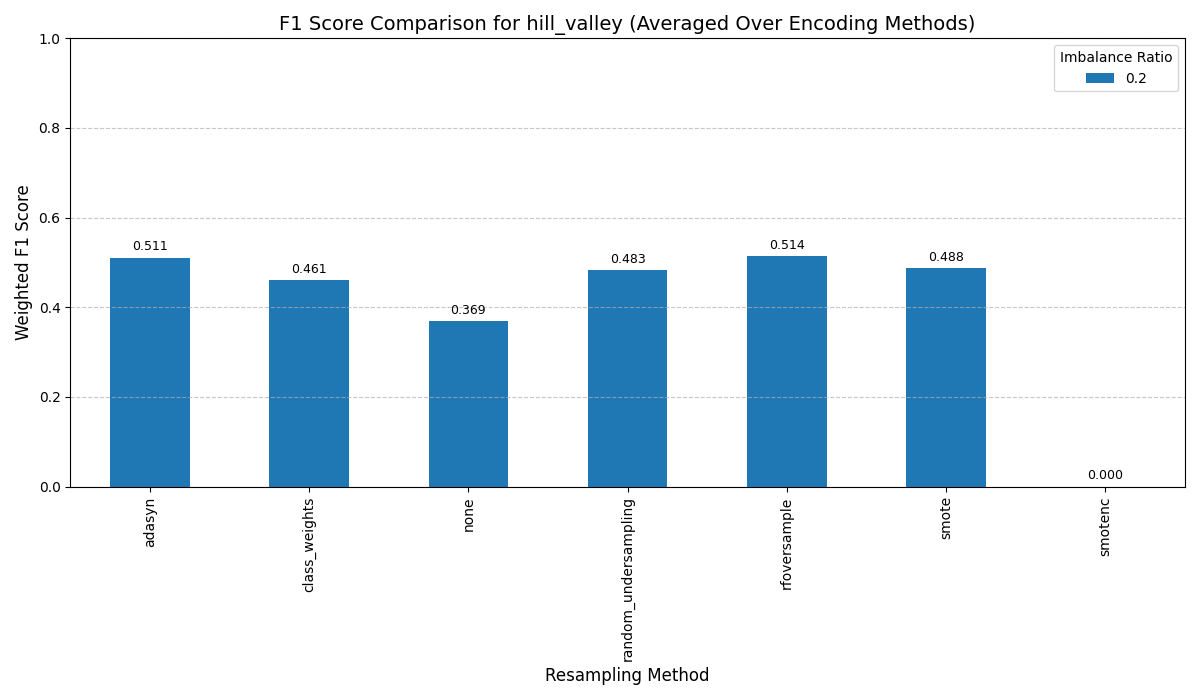 F1 Score Comparison for hill_valley (Averaged Over Encoding Methods)
Weighted F1 Score
1.0
0.8
0.6
0.4
0.2
0.0
Imbalance Ratio
0.2
0.511
0.461
0.369
0.483
0.514
0.488
0.000
adasyn
class_weights
none
random_undersampling
rfoversample
smote
smotenc
Resampling Method